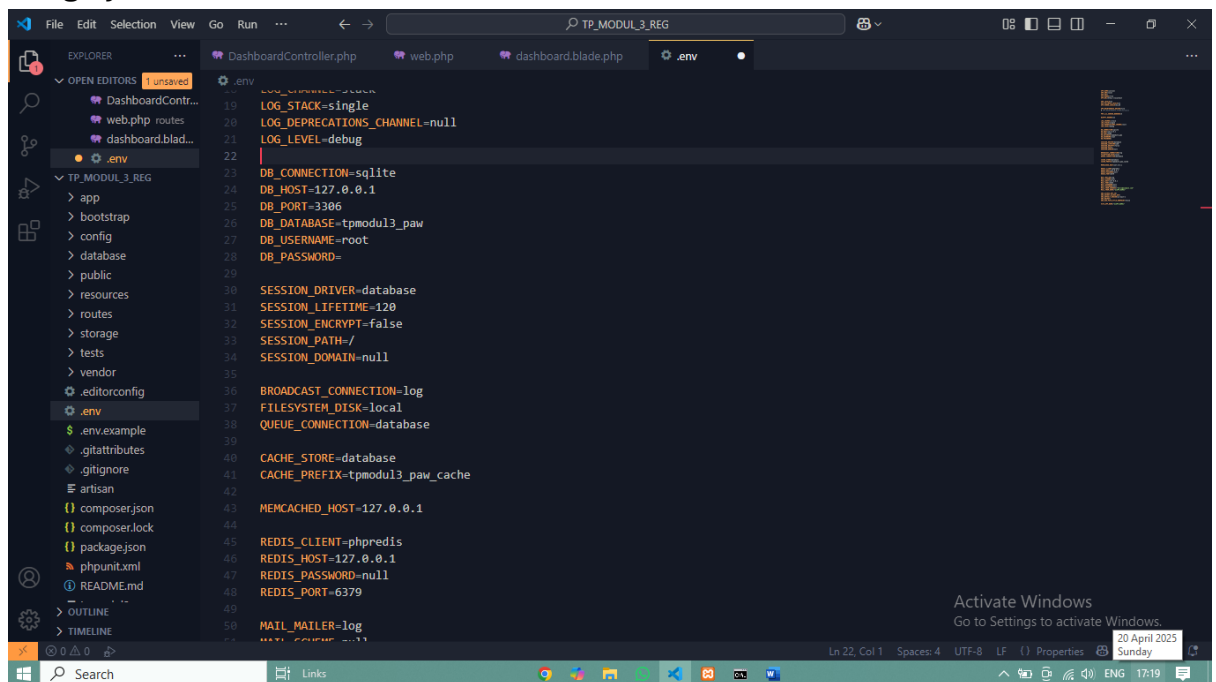 File Edit Selection View Go Run ··· TP_MODUL_3_REG
EXPLORER ···
OPEN EDITORS 1 unsaved
DashboardContr...
web.php routes
dashboard.blad...
.env
TP_MODUL_3_REG
app
bootstrap
config
database
public
resources
routes
storage
tests
vendor
.editorconfig
.env
.env.example
.gitattributes
.gitignore
artisan
composer.json
composer.lock
package.json
phpunit.xml
README.md
OUTLINE
TIMELINE
DashboardController.php web.php dashboard.blade.php .env
.env
19 LOG_STACK=single
20 LOG_DEPRECATIONS_CHANNEL=null
21 LOG_LEVEL=debug
22
23 DB_CONNECTION=sqlite
24 DB_HOST=127.0.0.1
25 DB_PORT=3306
26 DB_DATABASE=tpmodul3_paw
27 DB_USERNAME=root
28 DB_PASSWORD=
29
30 SESSION_DRIVER=database
31 SESSION_LIFETIME=120
32 SESSION_ENCRYPT=false
33 SESSION_PATH=/
34 SESSION_DOMAIN=null
35
36 BROADCAST_CONNECTION=log
37 FILESYSTEM_DISK=local
38 QUEUE_CONNECTION=database
39
40 CACHE_STORE=database
41 CACHE_PREFIX=tpmodul3_paw_cache
42
43 MEMCACHED_HOST=127.0.0.1
44
45 REDIS_CLIENT=phpredis
46 REDIS_HOST=127.0.0.1
47 REDIS_PASSWORD=null
48 REDIS_PORT=6379
49
50 MAIL_MAILER=log
Activate Windows
Go to Settings to activate Windows.
20 April 2025
Sunday
0 0 Ln 22, Col 1 Spaces: 4 UTF-8 LF {} Properties
Search Links ENG 17:19